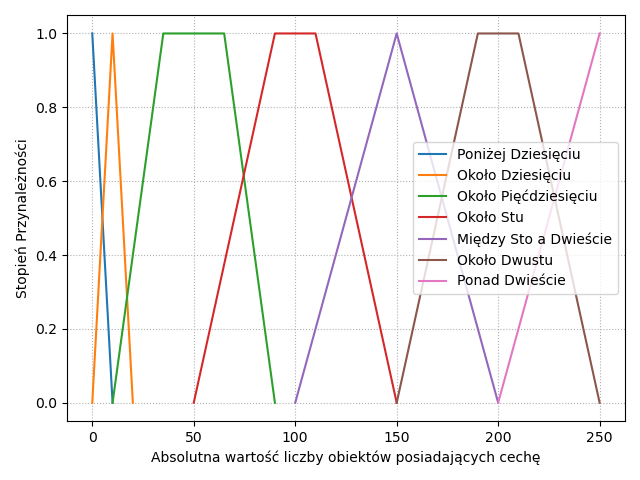 1.0
0.8
0.6
0.4
0.2
0.0
Stopień Przynależności
Poniżej Dziesięciu
Około Dziesięciu
Około Pięćdziesięciu
Około Stu
Między Sto a Dwieście
Około Dwustu
Ponad Dwieście
0 50 100 150 200 250
Absolutna wartość liczby obiektów posiadających cechę